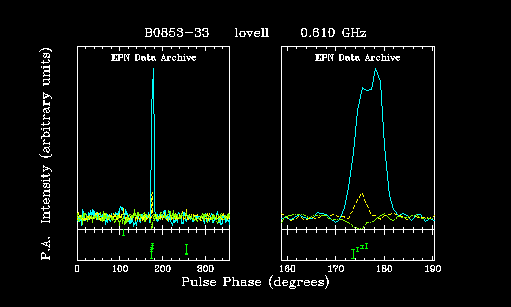 B0853-33 lovell 0.610 GHz
EPN Data Archive EPN Data Archive
Intensity (arbitrary units)
P.A.
0 100 200 300 160 170 180 190
Pulse Phase (degrees)